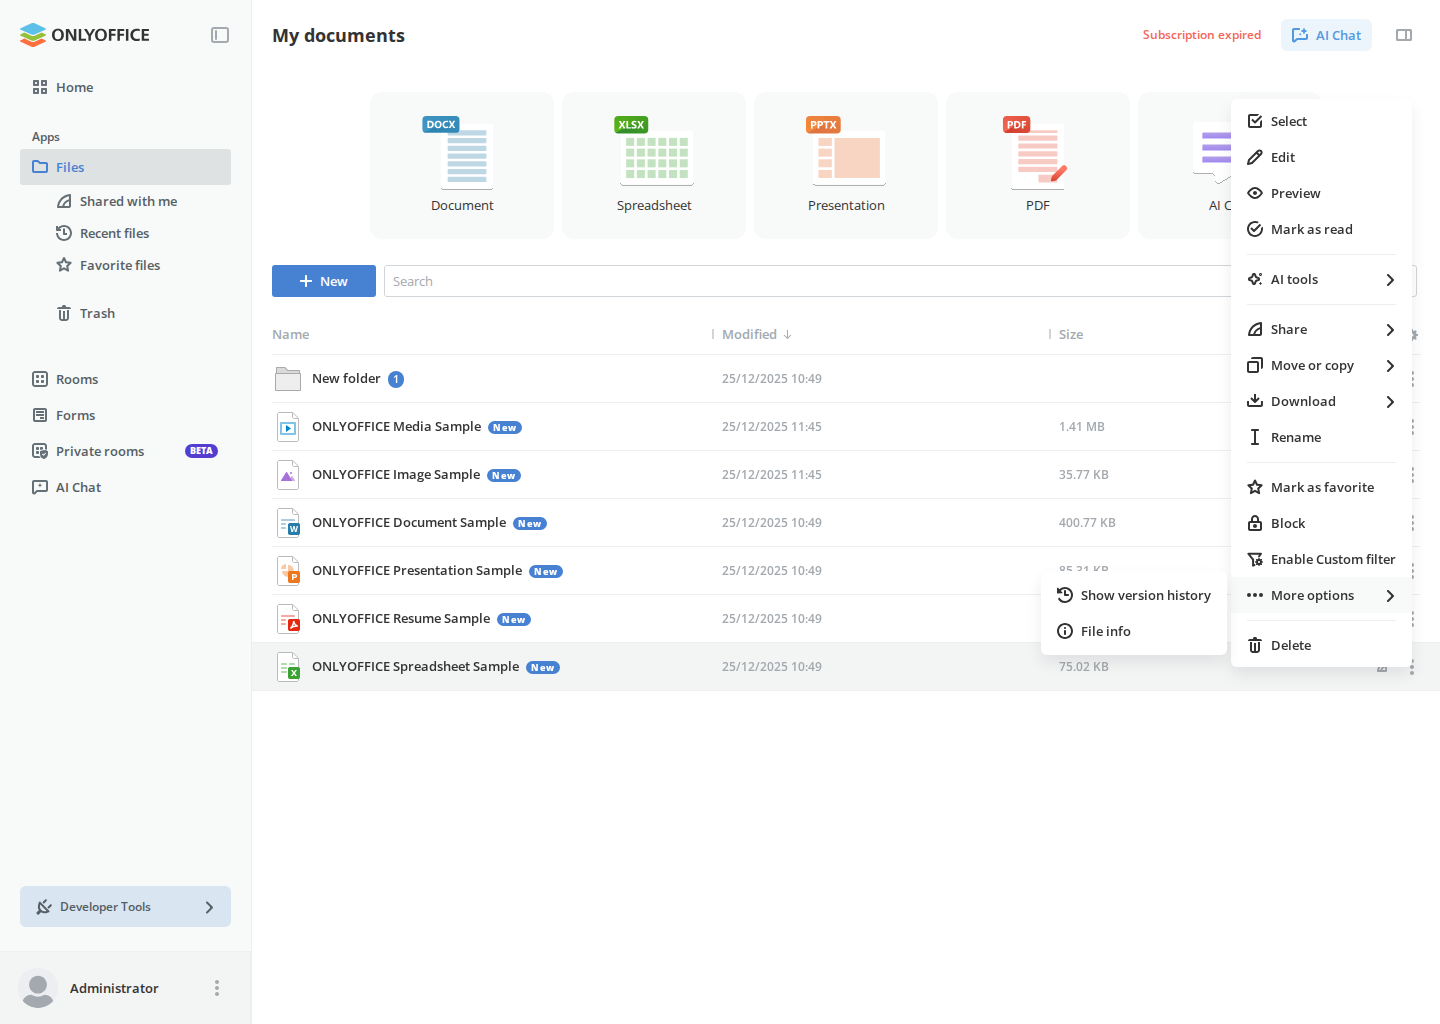 ONLYOFFICE
Home
Apps
Files
Shared with me
Recent files
Favorite files
Trash
Rooms
Forms
Private rooms BETA
AI Chat
Developer Tools
Administrator
My documents
Subscription expired
AI Chat
DOCX
Document
XLSX
Spreadsheet
PPTX
Presentation
PDF
PDF
AI
New
Search
Name Modified Size
New folder 1 25/12/2025 10:49
ONLYOFFICE Media Sample New 25/12/2025 11:45 1.41 MB
ONLYOFFICE Image Sample New 25/12/2025 11:45 35.77 KB
ONLYOFFICE Document Sample New 25/12/2025 10:49 400.77 KB
ONLYOFFICE Presentation Sample New 25/12/2025 10:49 85.31 KB
ONLYOFFICE Resume Sample New 25/12/2025 10:49
ONLYOFFICE Spreadsheet Sample New 25/12/2025 10:49 75.02 KB
Select
Edit
Preview
Mark as read
AI tools
Share
Move or copy
Download
Rename
Mark as favorite
Block
Enable Custom filter
More options
Delete
Show version history
File info